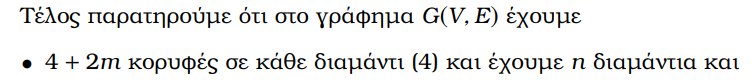 Τέλος παρατηρούμε ότι στο γράφημα G(V, E) έχουμε
• 4 + 2m κορυφές σε κάθε διαμάντι (4) και έχουμε n διαμάντια και